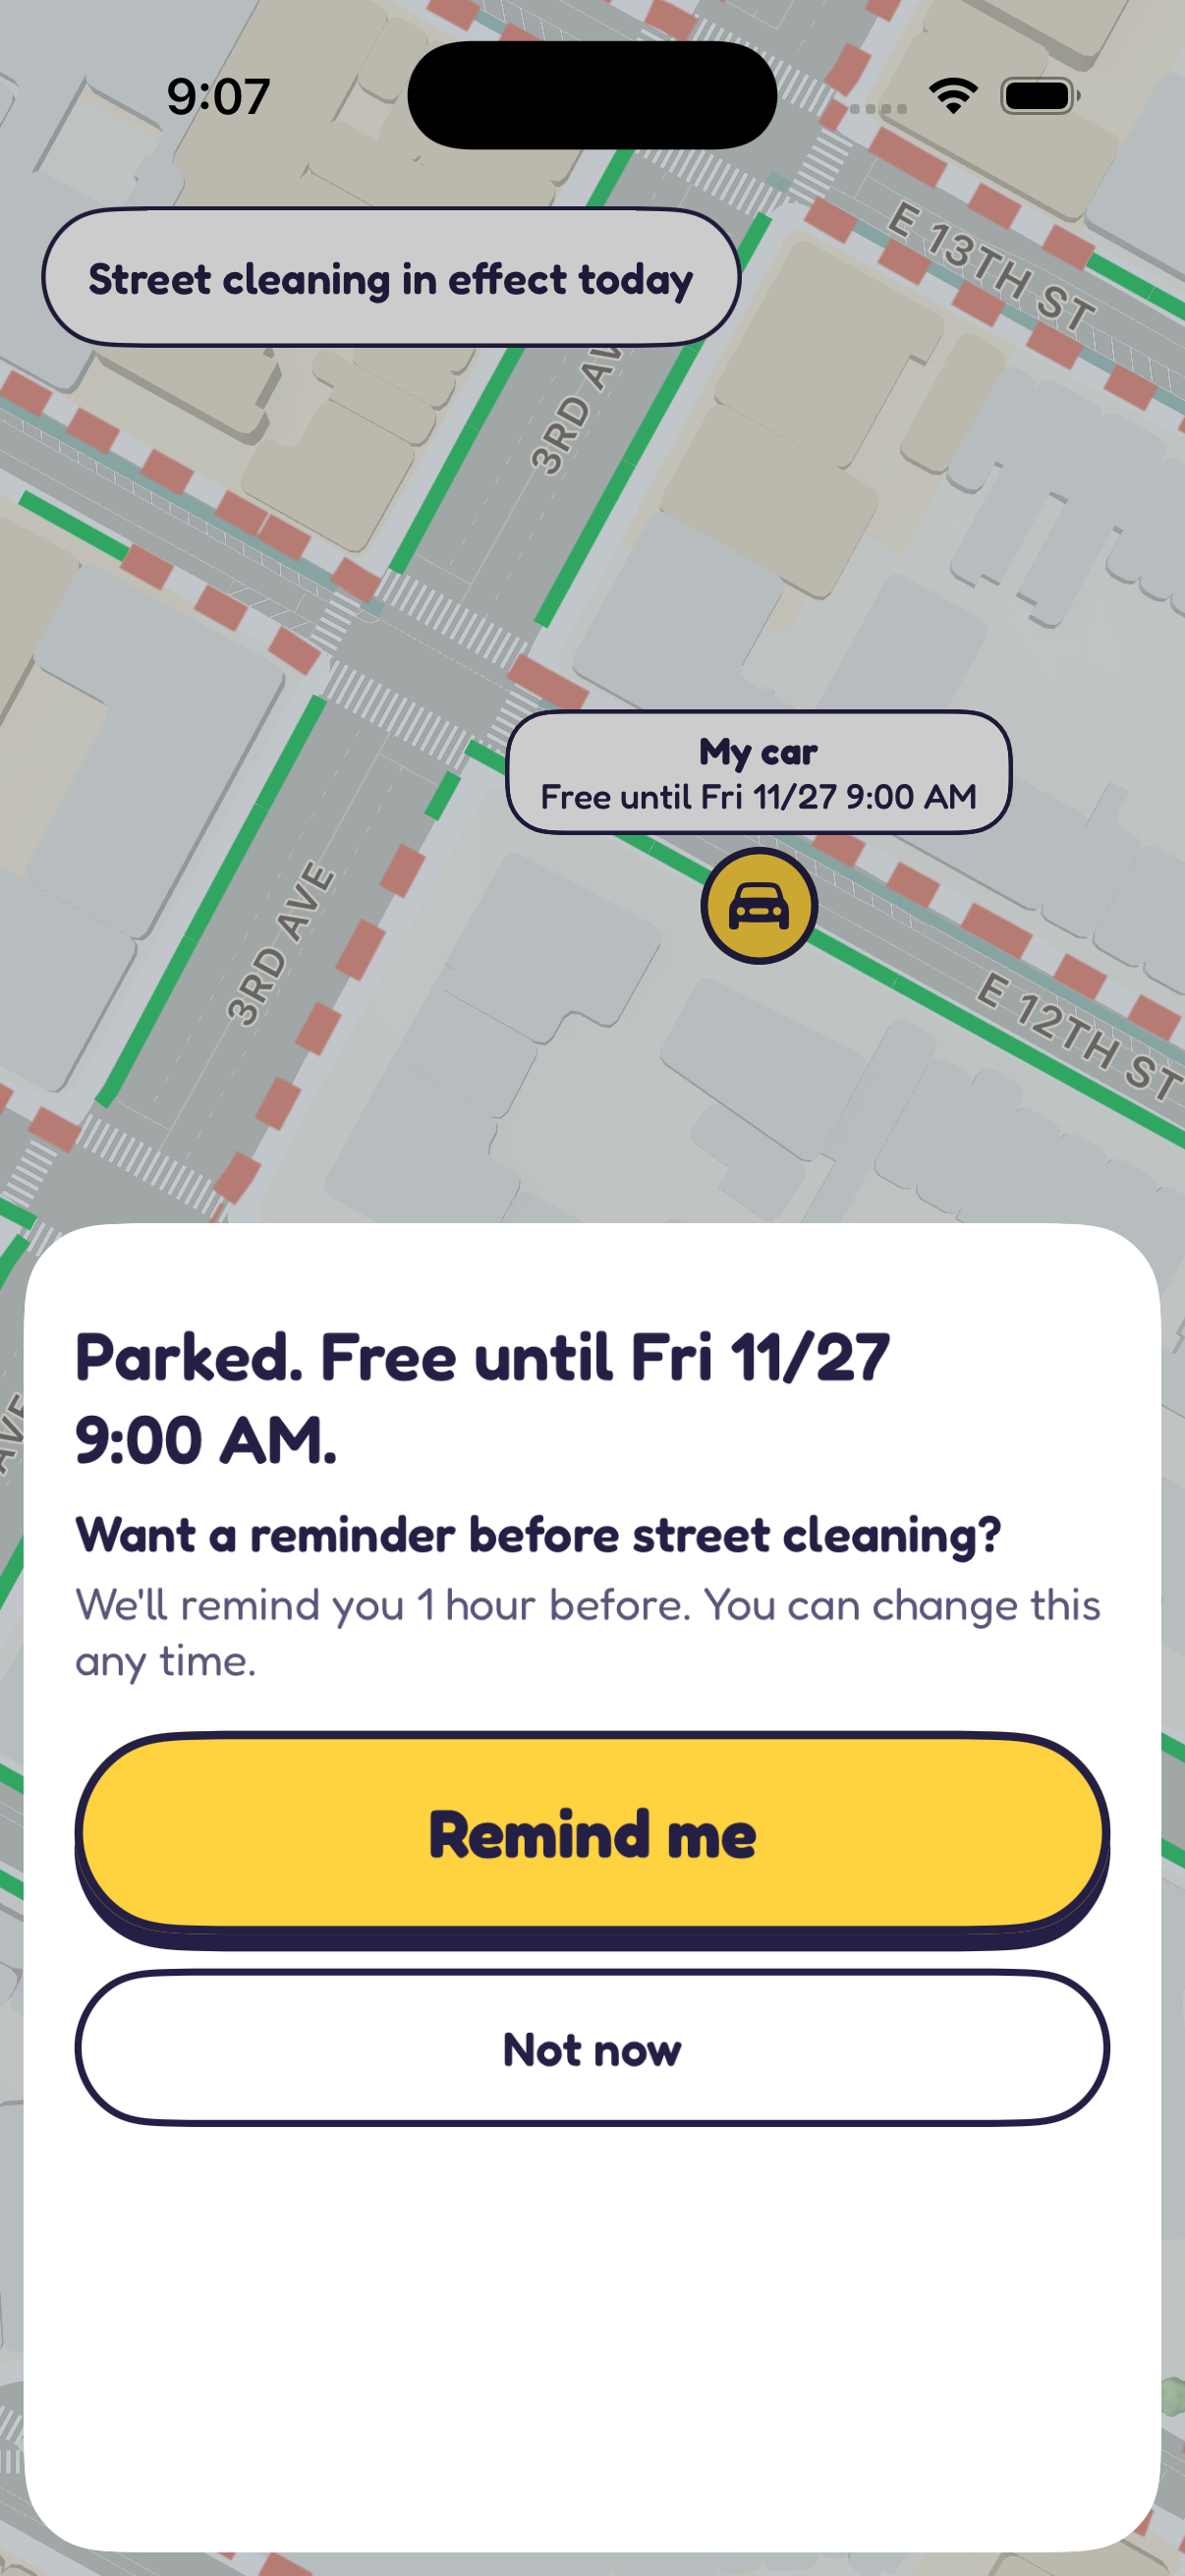 9:07
Street cleaning in effect today
E 13TH ST
3RD AV
My car
Free until Fri 11/27 9:00 AM
3RD AVE
E 12TH ST
AVE
Parked. Free until Fri 11/27
9:00 AM.
Want a reminder before street cleaning?
We'll remind you 1 hour before. You can change this
any time.
Remind me
Not now